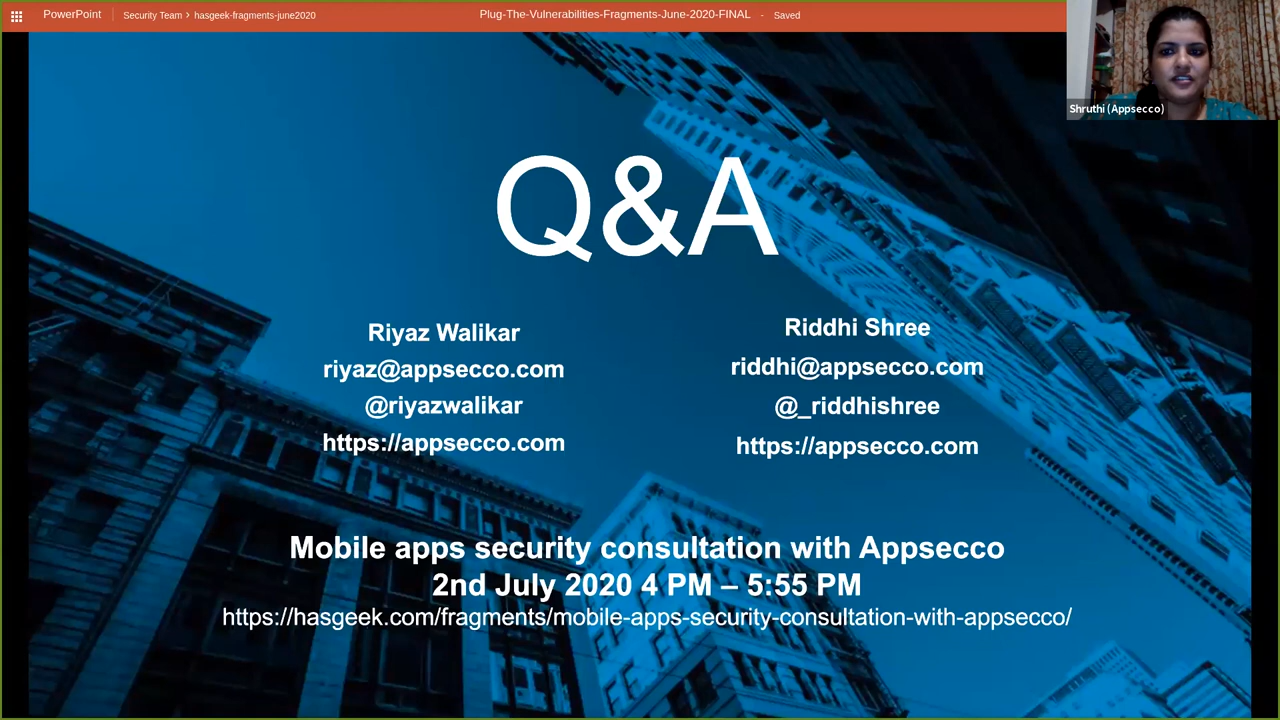 PowerPoint
Security Team > hasgeek-fragments-june2020
Plug-The-Vulnerabilities-Fragments-June-2020-FINAL - Saved
Shruthi (Appsecco)
Q&A
Riyaz Walikar
riyaz@appsecco.com
@riyazwalikar
https://appsecco.com
Riddhi Shree
riddhi@appsecco.com
@_riddhishree
https://appsecco.com
Mobile apps security consultation with Appsecco
2nd July 2020 4 PM – 5:55 PM
https://hasgeek.com/fragments/mobile-apps-security-consultation-with-appsecco/